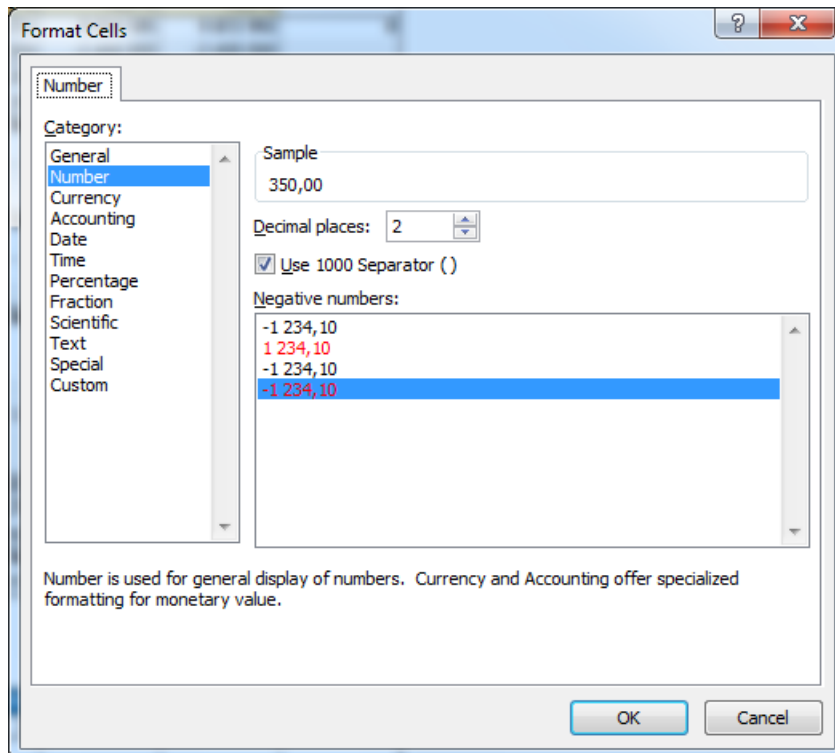 Format Cells
Number
Category:
General
Number
Currency
Accounting
Date
Time
Percentage
Fraction
Scientific
Text
Special
Custom
Sample
350,00
Decimal places: 2
Use 1000 Separator ( )
Negative numbers:
-1 234,10
1 234,10
-1 234,10
-1 234,10
Number is used for general display of numbers.  Currency and Accounting offer specialized
formatting for monetary value.
OK
Cancel